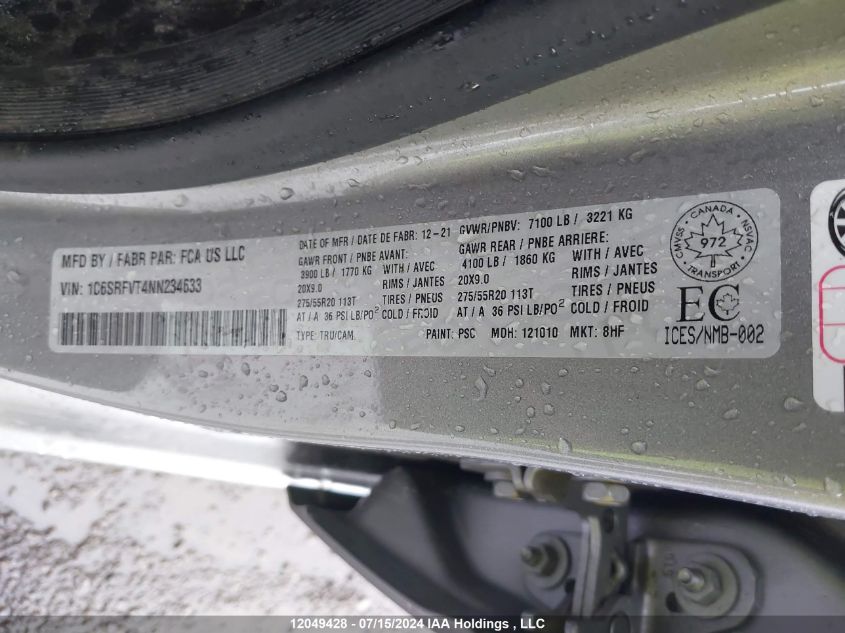 MFD BY / FABR PAR: FCA US LLC
VIN: 1C6SRFVT4NN234633
DATE OF MFR / DATE DE FABR: 12-21 GVWR/PNBV: 7100 LB / 3221 KG
GAWR FRONT / PNBE AVANT: GAWR REAR / PNBE ARRIERE:
3900 LB / 1770 KG WITH / AVEC 4100 LB / 1860 KG WITH / AVEC
20X9.0 RIMS / JANTES 20X9.0 RIMS / JANTES
275/55R20 113T TIRES / PNEUS 275/55R20 113T TIRES / PNEUS
AT / A 36 PSI LB/PO² COLD / FROID AT / A 36 PSI LB/PO² COLD / FROID
TYPE: TRU/CAM PAINT: PSC MDH: 121010 MKT: 8HF
CANADA
CMVSS 972 NSVAC
TRANSPORT
EC
ICES/NMB-002
12049428 - 07/15/2024 IAA Holdings , LLC